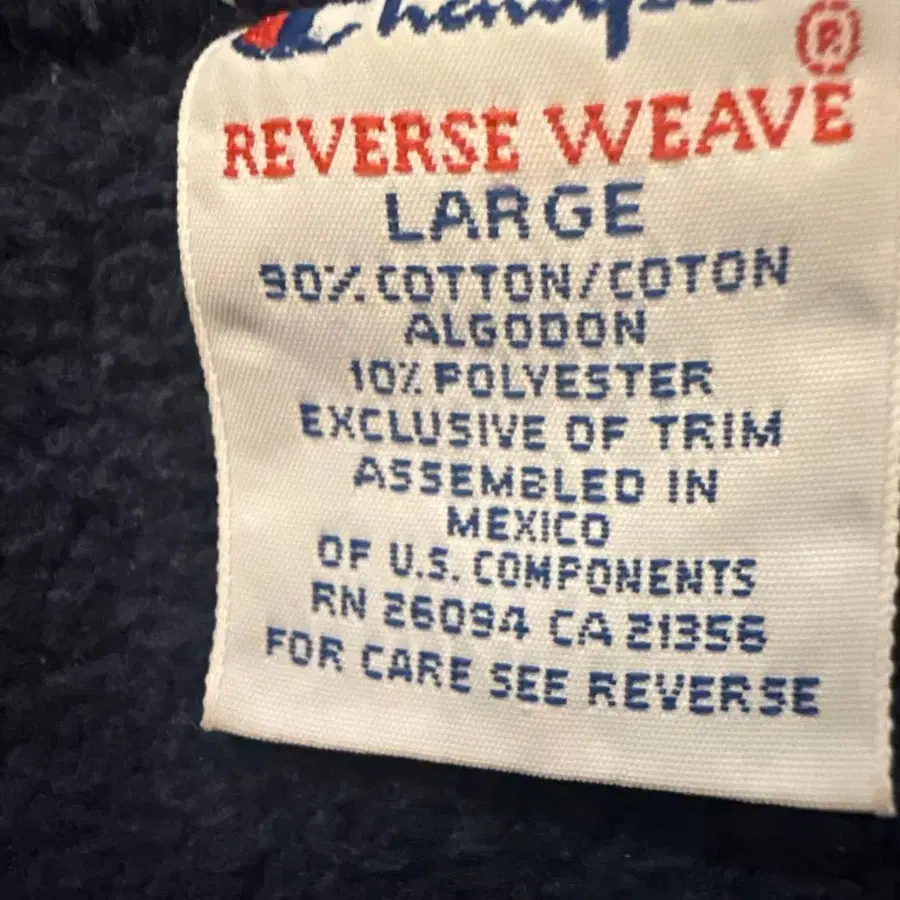 Champion
®
REVERSE WEAVE
LARGE
90% COTTON/COTON
ALGODON
10% POLYESTER
EXCLUSIVE OF TRIM
ASSEMBLED IN
MEXICO
OF U.S. COMPONENTS
RN 26094 CA 21356
FOR CARE SEE REVERSE